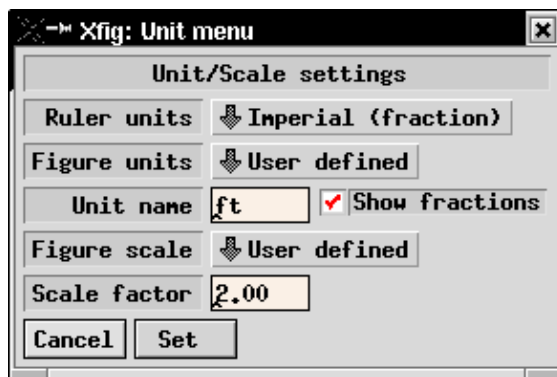 Xfig: Unit menu
Unit/Scale settings
Ruler units Imperial (fraction)
Figure units User defined
Unit name ft Show fractions
Figure scale User defined
Scale factor 2.00
Cancel Set